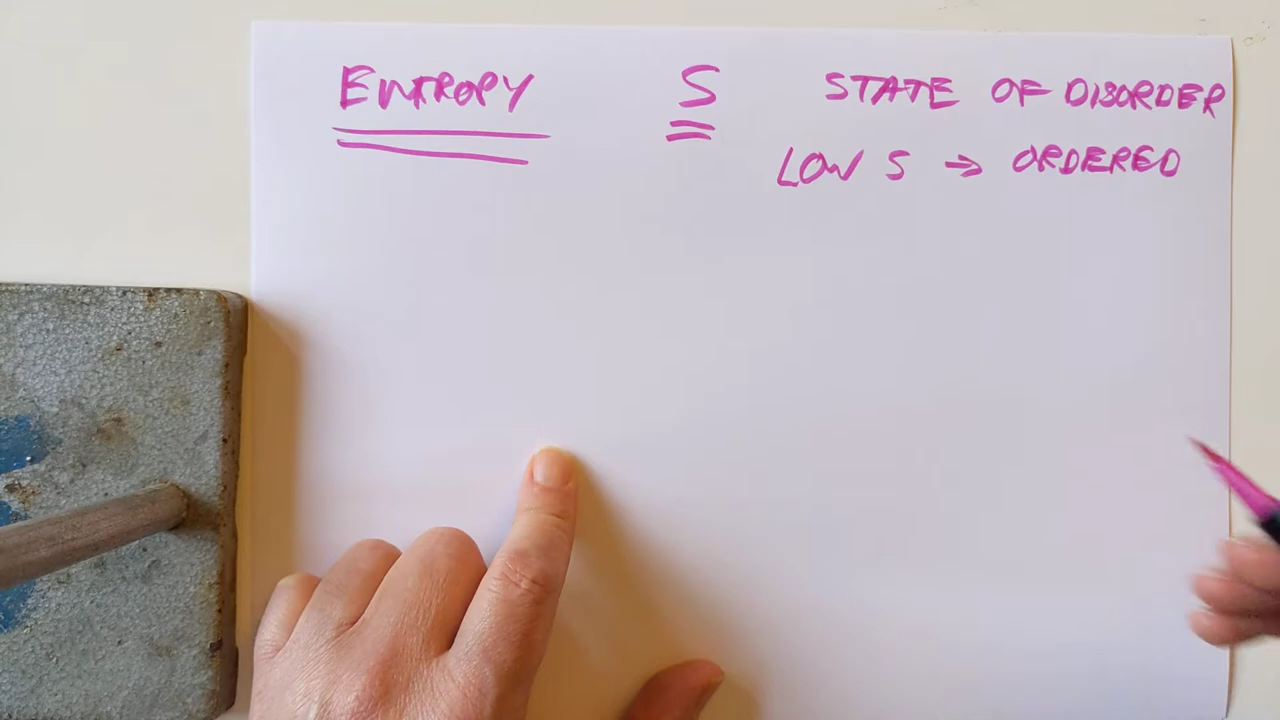 ENTROPY S STATE OF DISORDER
LOW S → ORDERED